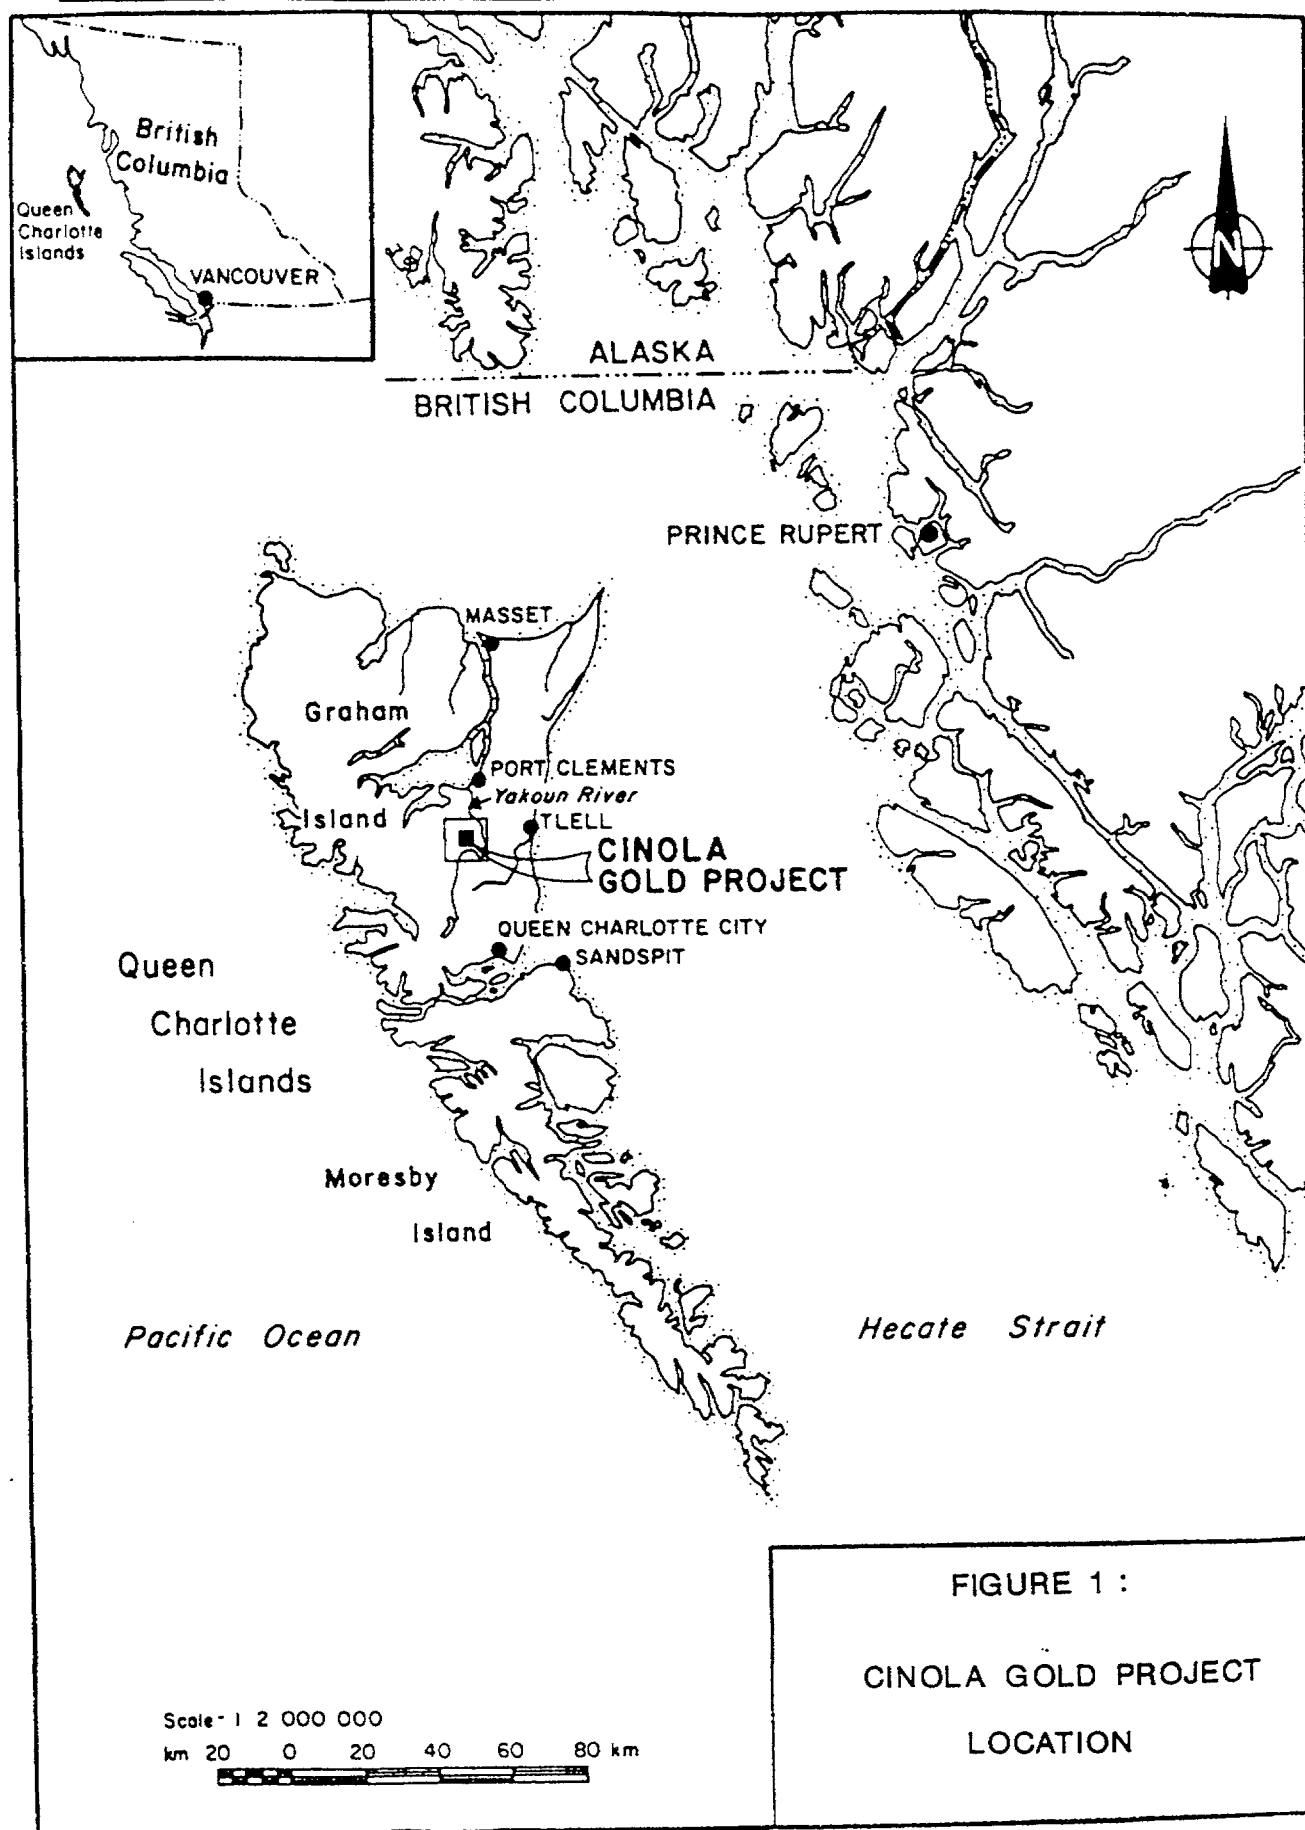 British
Columbia
Queen
Charlotte
Islands
VANCOUVER
N
ALASKA
BRITISH COLUMBIA
PRINCE RUPERT
MASSET
Graham
Island
PORT CLEMENTS
Yakoun River
TLELL
CINOLA
GOLD PROJECT
QUEEN CHARLOTTE CITY
SANDSPIT
Queen
Charlotte
Islands
Moresby
Island
Pacific Ocean
Hecate Strait
Scale - 1 2 000 000
km 20 0 20 40 60 80 km
FIGURE 1 :
CINOLA GOLD PROJECT
LOCATION